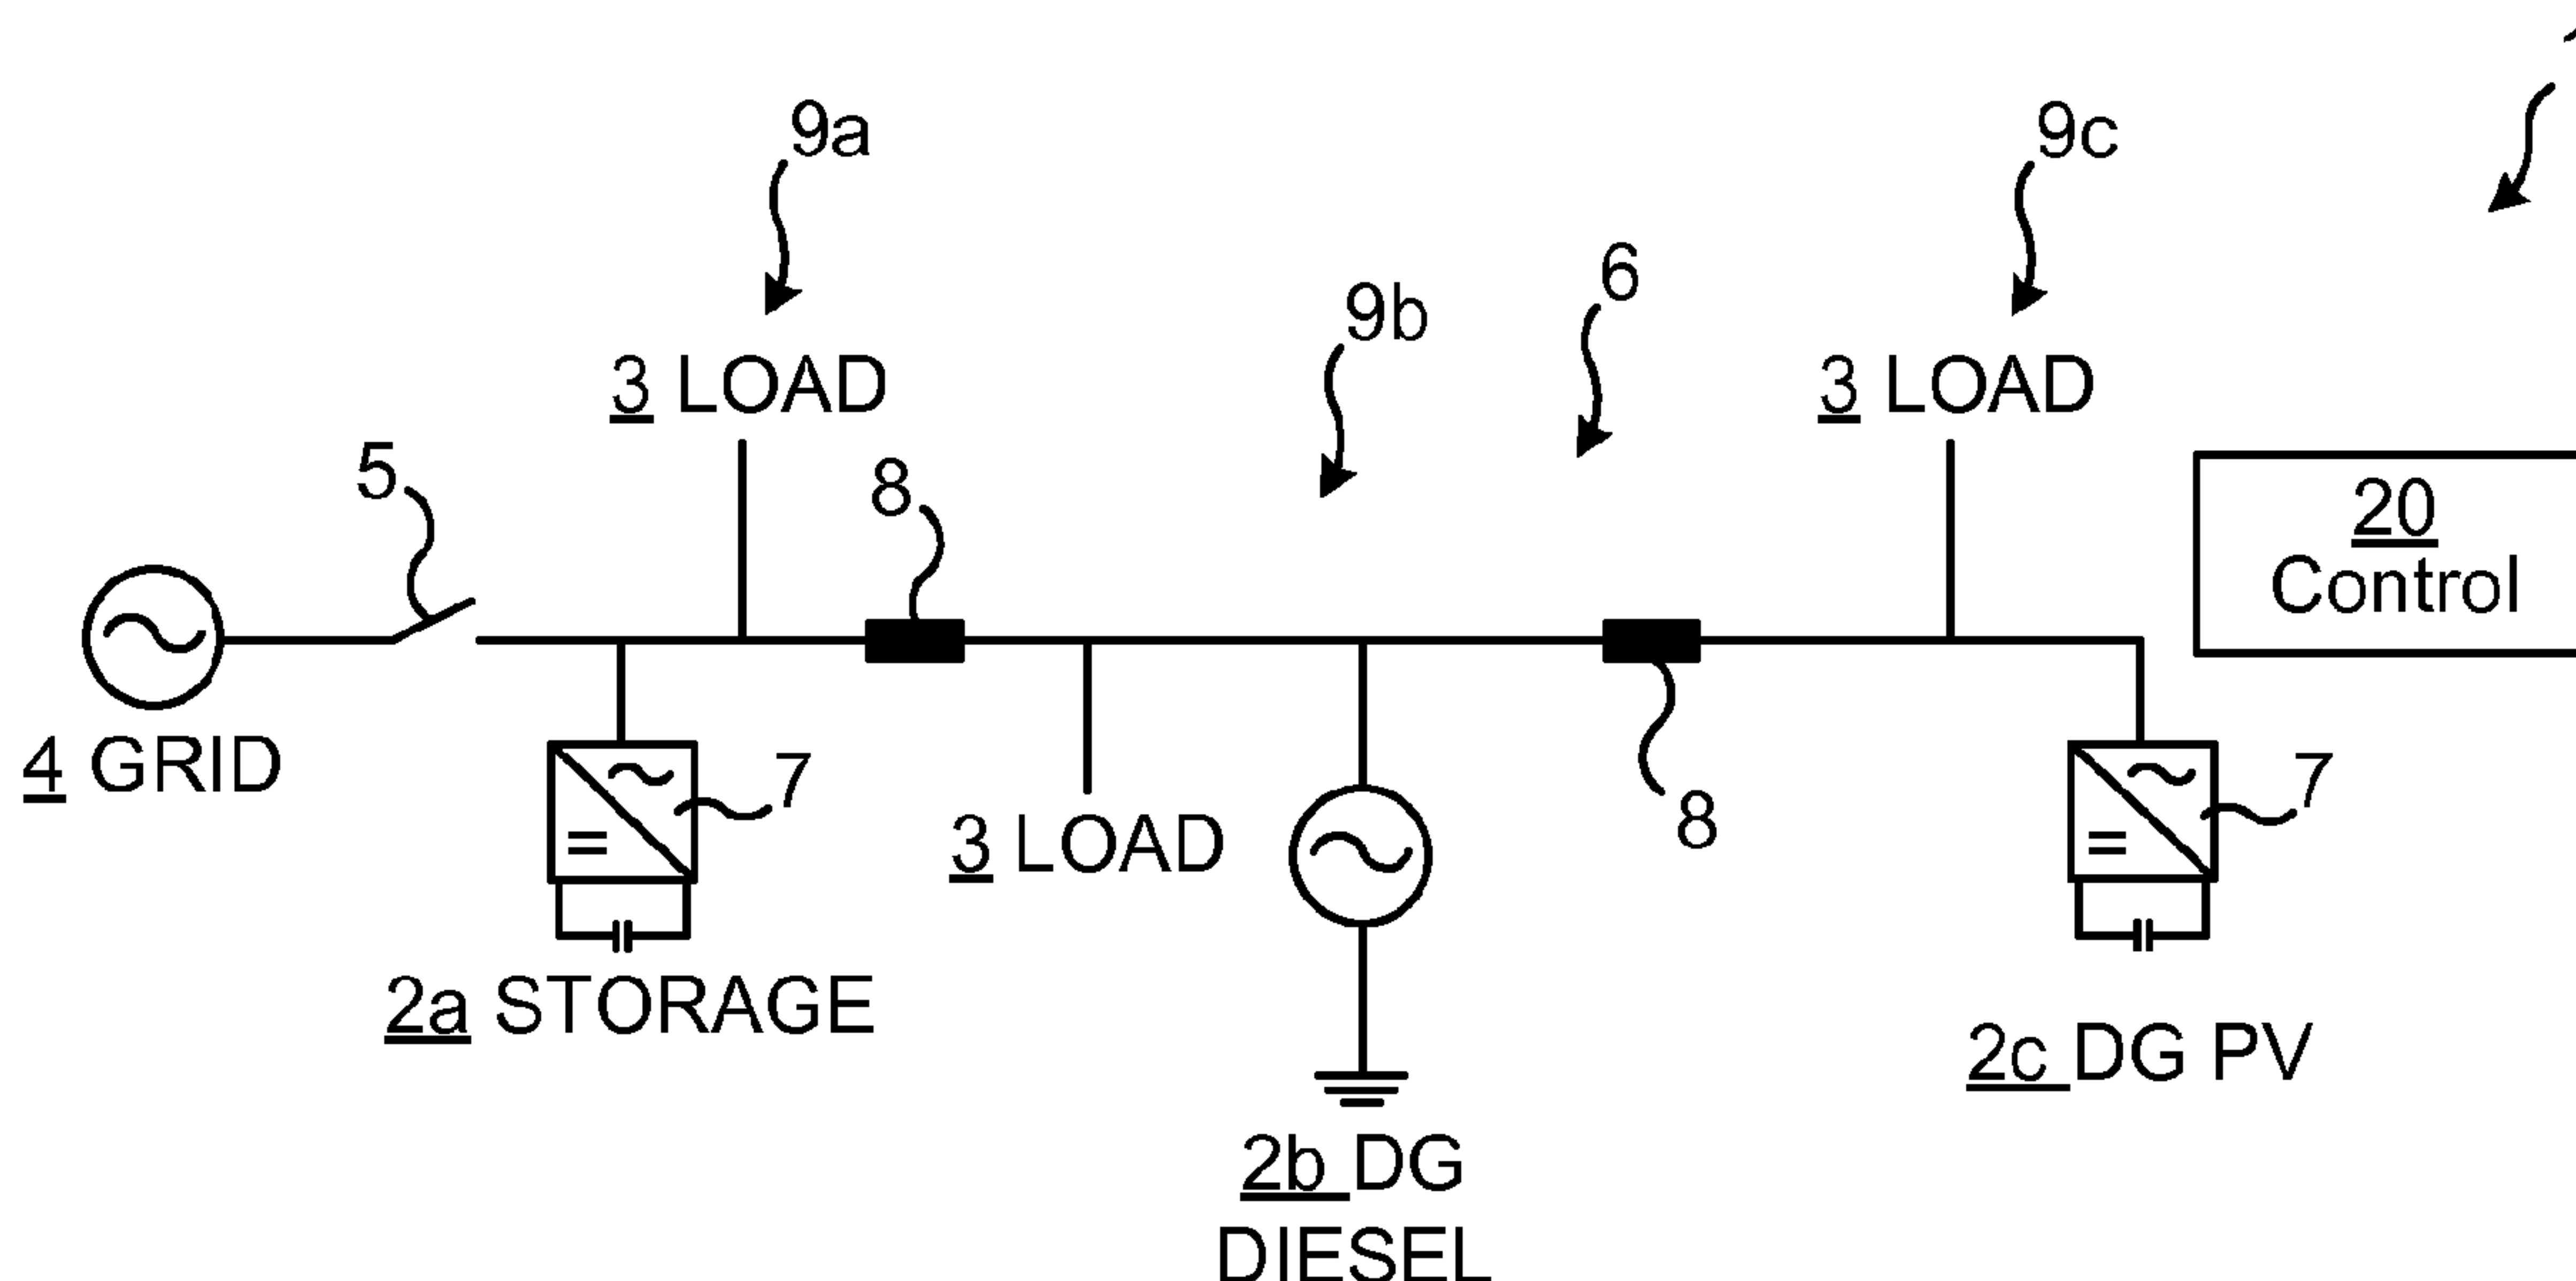 9a
9c
6
9b
3 LOAD
3 LOAD
5
8
20
Control
4 GRID
7
7
3 LOAD
8
2a STORAGE
2c DG PV
2b DG
DIESEL